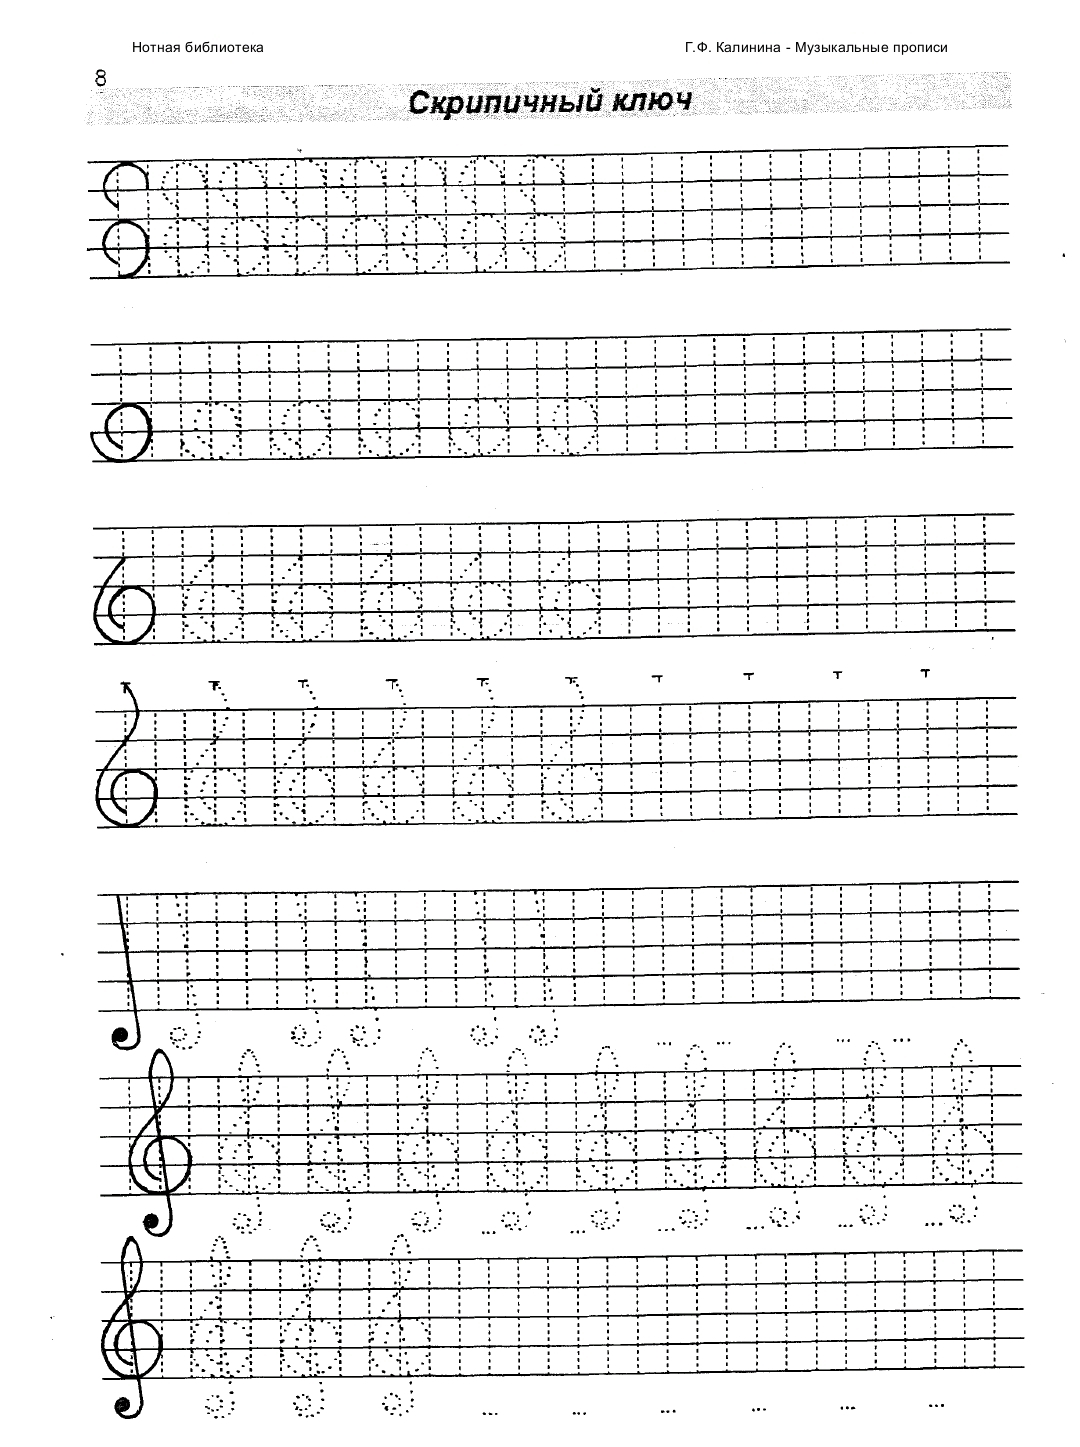 Нотная библиотека
Г.Ф. Калинина - Музыкальные прописи
8
Скрипичный ключ